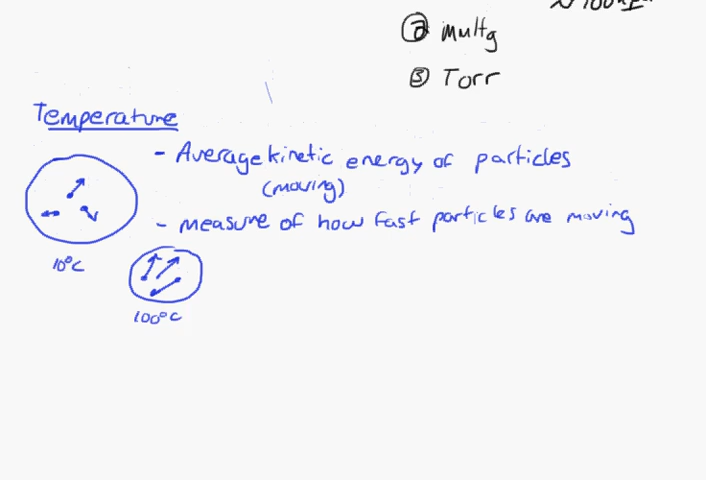 ② mmHg
③ Torr
Temperature
- Average kinetic energy of particles
(moving)
- measure of how fast particles are moving
10°C
100°C